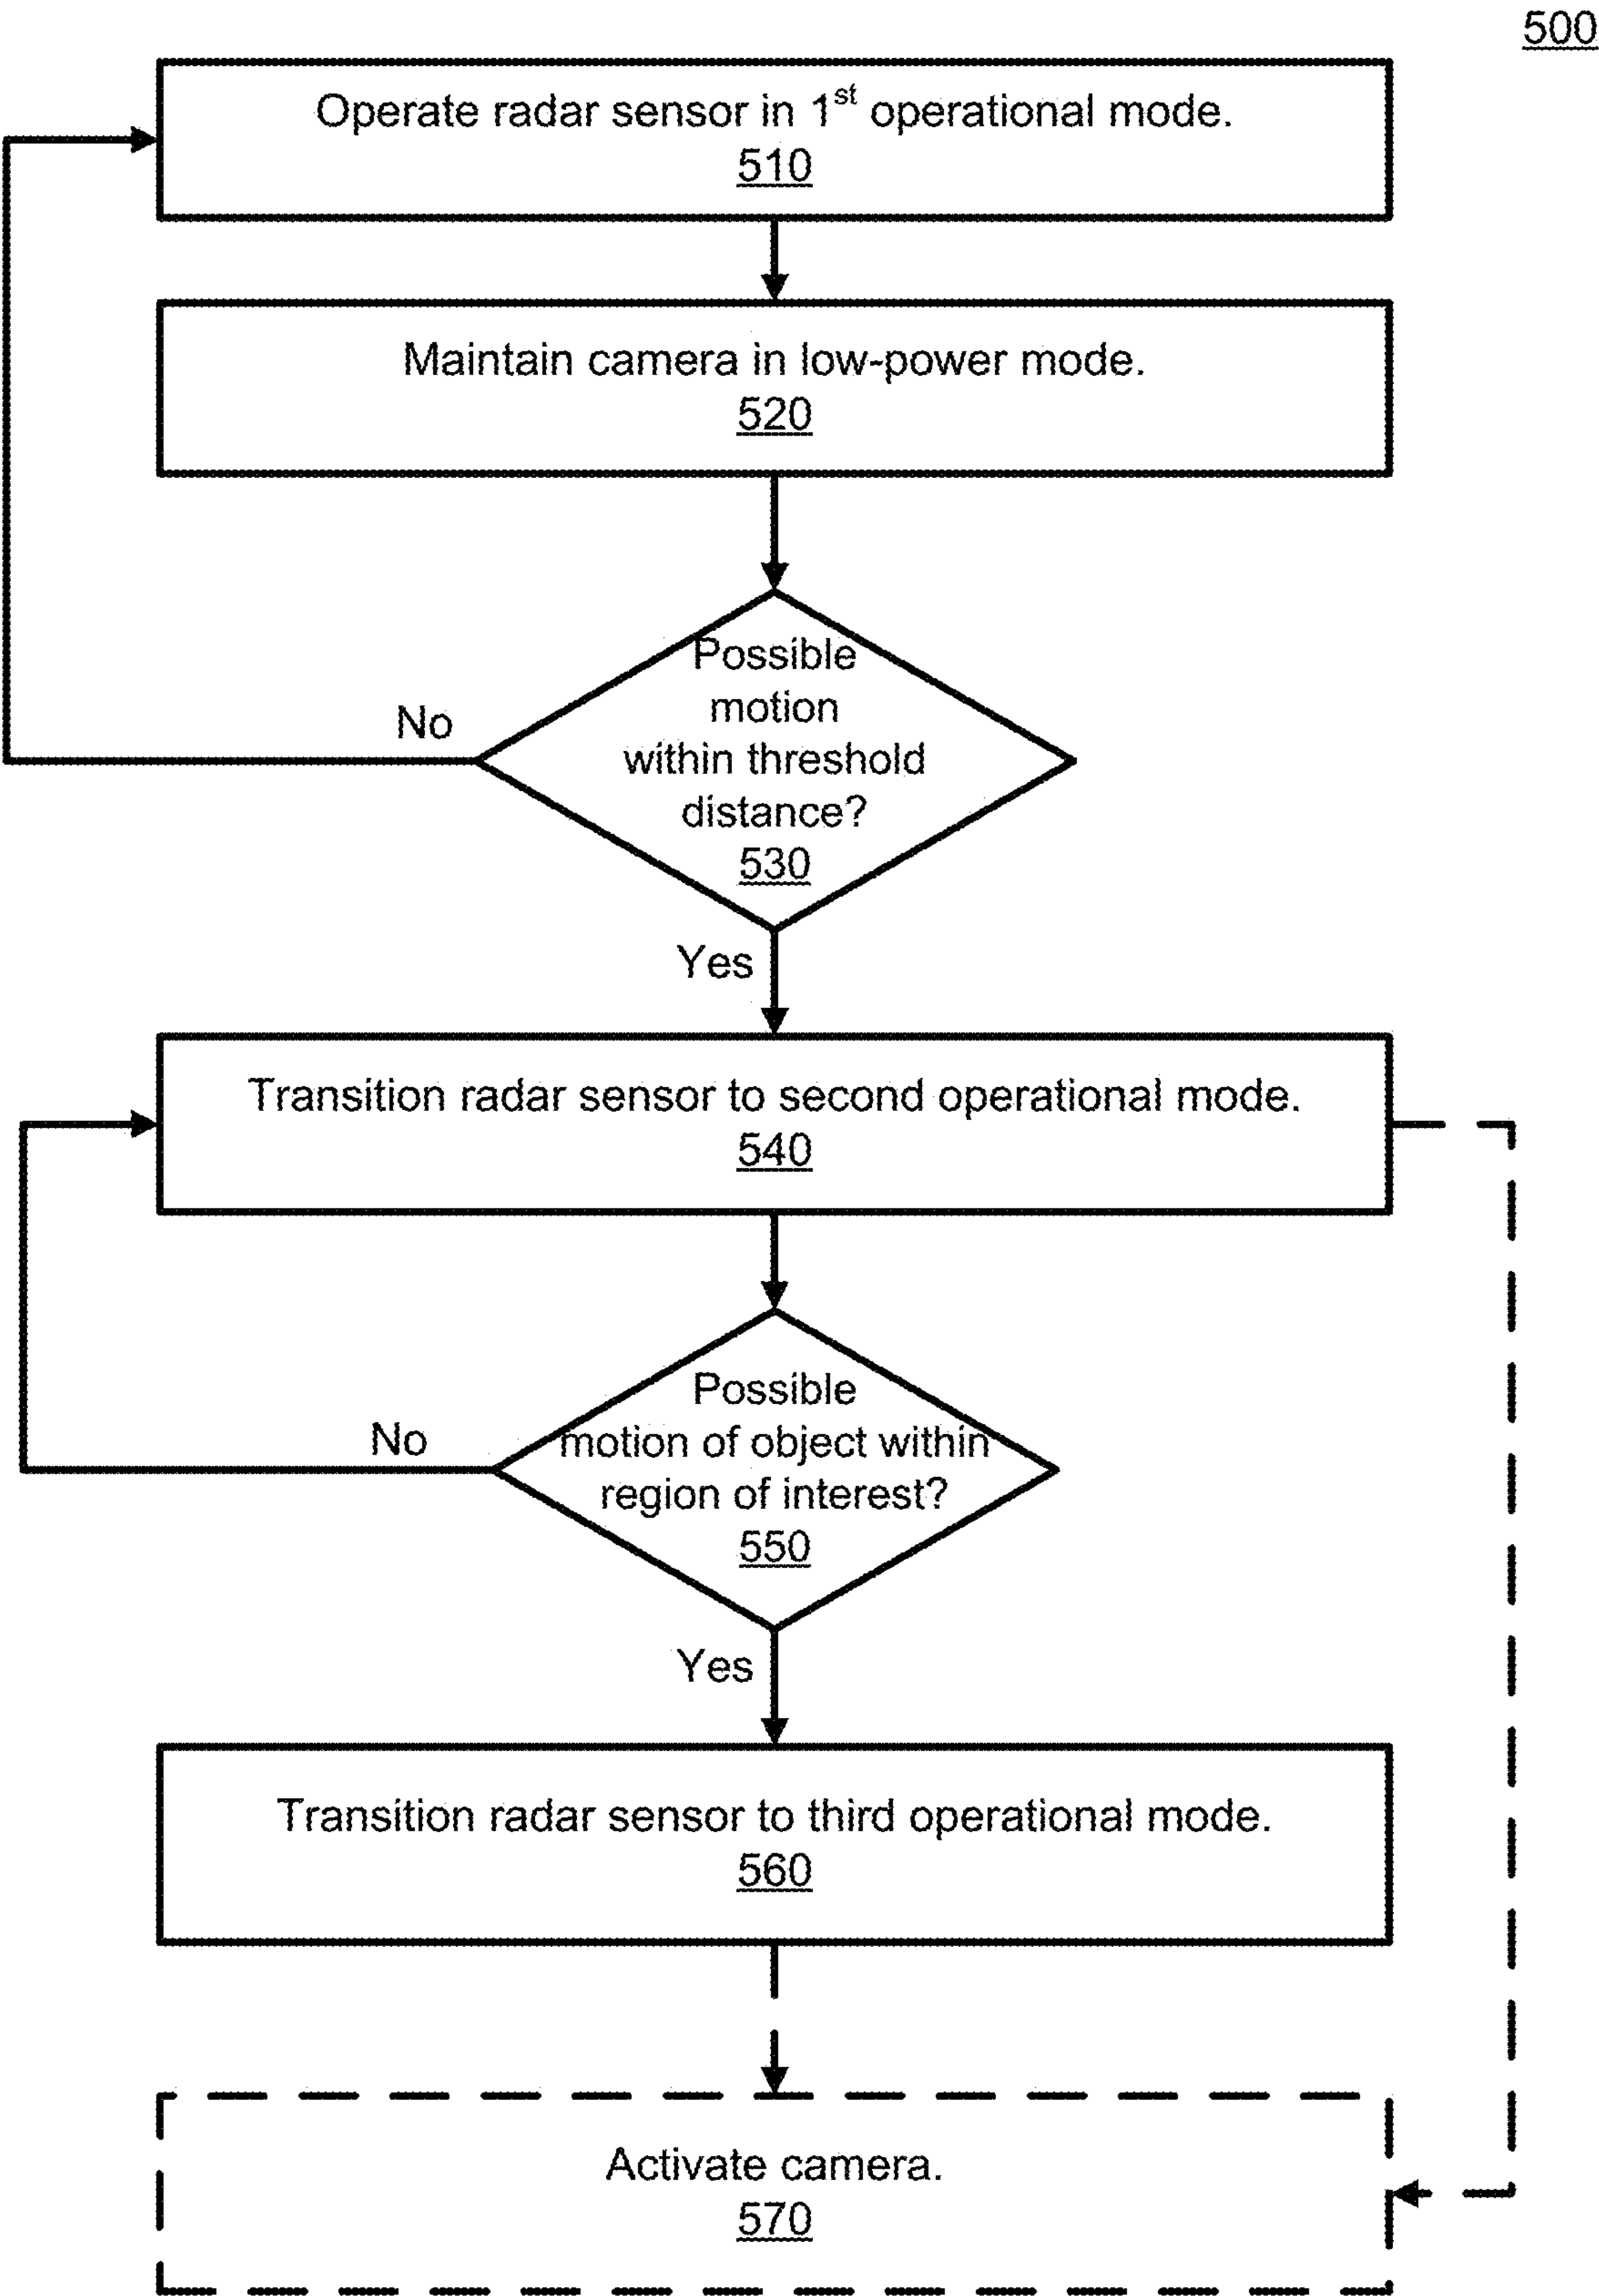 500
Operate radar sensor in 1st operational mode.
510
Maintain camera in low-power mode.
520
Possible
motion
within threshold
distance?
530
No
Yes
Transition radar sensor to second operational mode.
540
Possible
motion of object within
region of interest?
550
No
Yes
Transition radar sensor to third operational mode.
560
Activate camera.
570